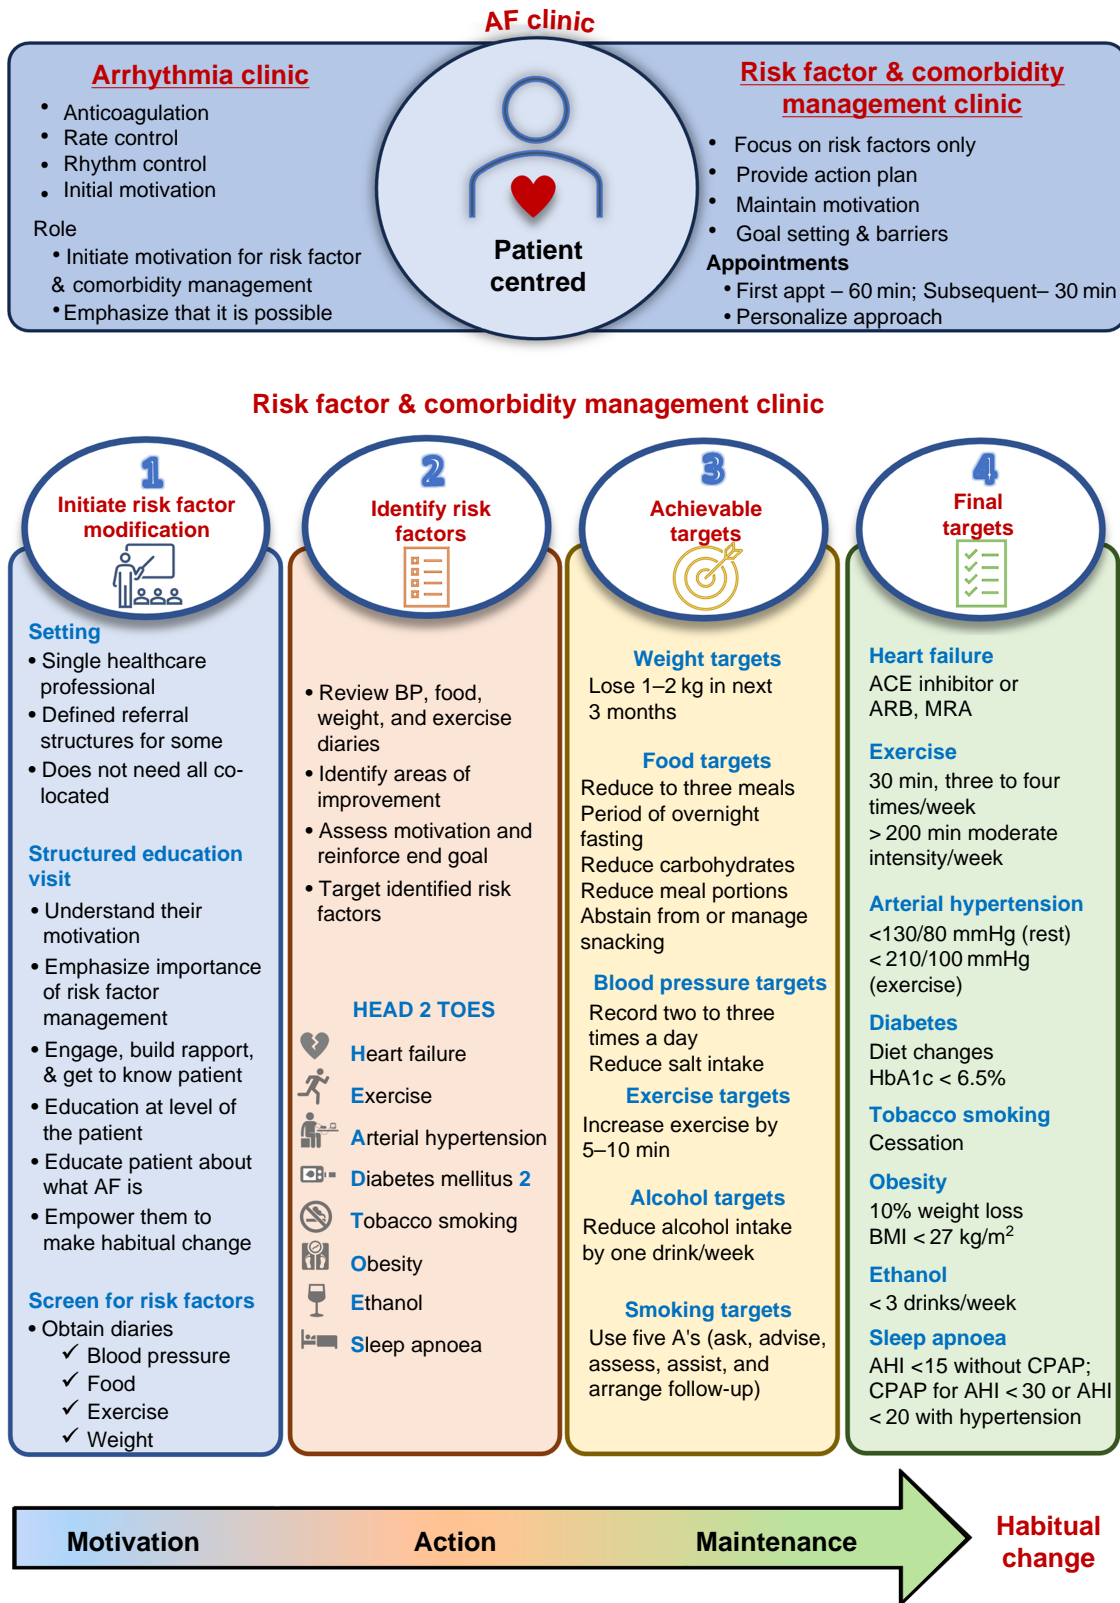 AF clinic
Arrhythmia clinic
• Anticoagulation
• Rate control
• Rhythm control
• Initial motivation
Role
• Initiate motivation for risk factor
& comorbidity management
• Emphasize that it is possible
Patient
centred
Risk factor & comorbidity
management clinic
• Focus on risk factors only
• Provide action plan
• Maintain motivation
• Goal setting & barriers
Appointments
• First appt – 60 min; Subsequent– 30 min
• Personalize approach
Risk factor & comorbidity management clinic
1
Initiate risk factor
modification
Setting
• Single healthcare
professional
• Defined referral
structures for some
• Does not need all co-
located
Structured education
visit
• Understand their
motivation
• Emphasize importance
of risk factor
management
• Engage, build rapport,
& get to know patient
• Education at level of
the patient
• Educate patient about
what AF is
• Empower them to
make habitual change
Screen for risk factors
• Obtain diaries
✓ Blood pressure
✓ Food
✓ Exercise
✓ Weight
2
Identify risk
factors
• Review BP, food,
weight, and exercise
diaries
• Identify areas of
improvement
• Assess motivation and
reinforce end goal
• Target identified risk
factors
HEAD 2 TOES
Heart failure
Exercise
Arterial hypertension
Diabetes mellitus 2
Tobacco smoking
Obesity
Ethanol
Sleep apnoea
3
Achievable
targets
Weight targets
Lose 1–2 kg in next
3 months
Food targets
Reduce to three meals
Period of overnight
fasting
Reduce carbohydrates
Reduce meal portions
Abstain from or manage
snacking
Blood pressure targets
Record two to three
times a day
Reduce salt intake
Exercise targets
Increase exercise by
5–10 min
Alcohol targets
Reduce alcohol intake
by one drink/week
Smoking targets
Use five A's (ask, advise,
assess, assist, and
arrange follow-up)
4
Final
targets
Heart failure
ACE inhibitor or
ARB, MRA
Exercise
30 min, three to four
times/week
> 200 min moderate
intensity/week
Arterial hypertension
<130/80 mmHg (rest)
< 210/100 mmHg
(exercise)
Diabetes
Diet changes
HbA1c < 6.5%
Tobacco smoking
Cessation
Obesity
10% weight loss
BMI < 27 kg/m²
Ethanol
< 3 drinks/week
Sleep apnoea
AHI <15 without CPAP;
CPAP for AHI < 30 or AHI
< 20 with hypertension
Motivation
Action
Maintenance
Habitual
change